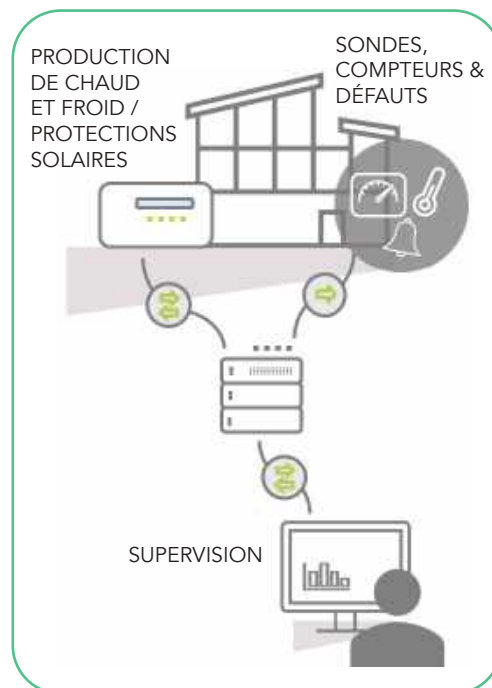 PRODUCTION
DE CHAUD
ET FROID /
PROTECTIONS
SOLAIRES
SONDES,
COMPTEURS &
DÉFAUTS
SUPERVISION